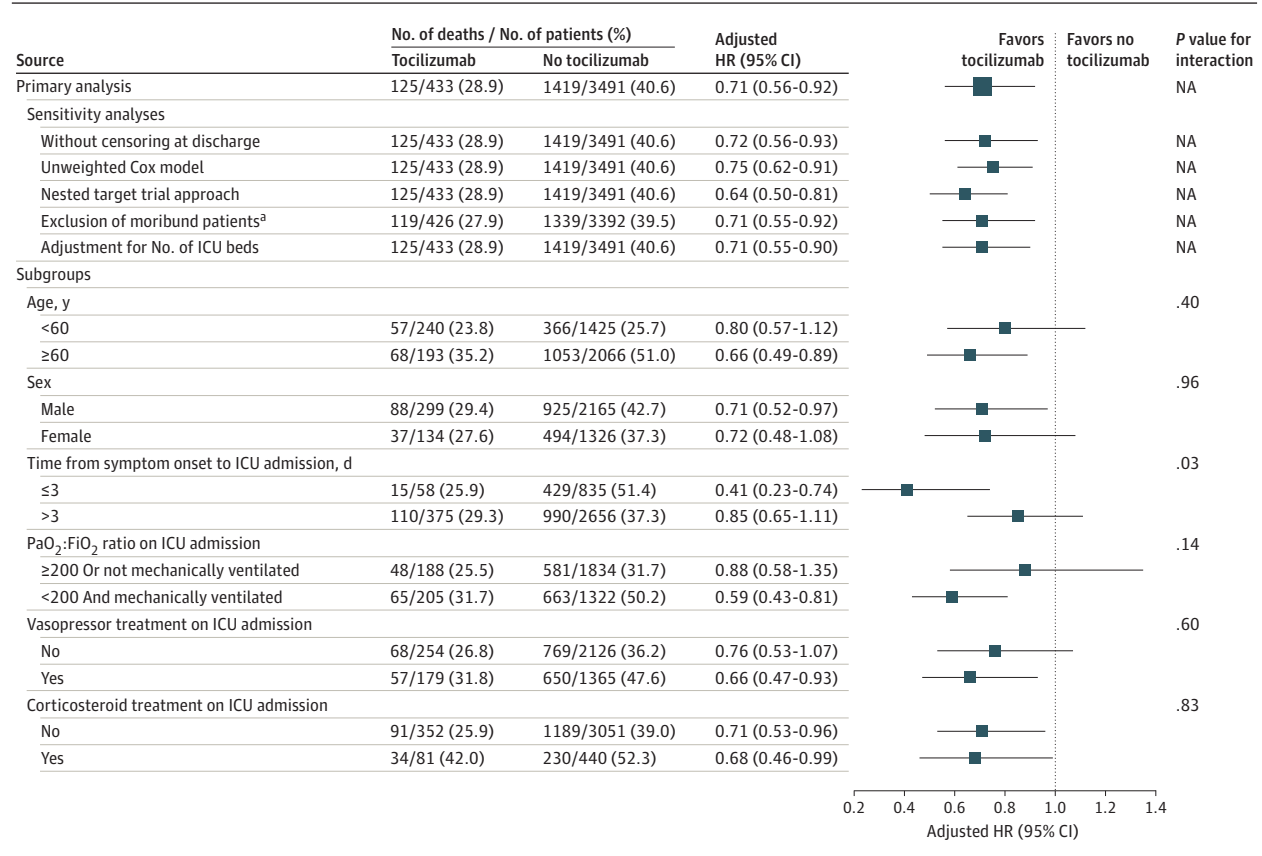 No. of deaths / No. of patients (%)
Source Tocilizumab No tocilizumab Adjusted HR (95% CI) Favors tocilizumab Favors no tocilizumab P value for interaction
Primary analysis 125/433 (28.9) 1419/3491 (40.6) 0.71 (0.56-0.92) NA
Sensitivity analyses
Without censoring at discharge 125/433 (28.9) 1419/3491 (40.6) 0.72 (0.56-0.93) NA
Unweighted Cox model 125/433 (28.9) 1419/3491 (40.6) 0.75 (0.62-0.91) NA
Nested target trial approach 125/433 (28.9) 1419/3491 (40.6) 0.64 (0.50-0.81) NA
Exclusion of moribund patientsᵃ 119/426 (27.9) 1339/3392 (39.5) 0.71 (0.55-0.92) NA
Adjustment for No. of ICU beds 125/433 (28.9) 1419/3491 (40.6) 0.71 (0.55-0.90) NA
Subgroups
Age, y .40
<60 57/240 (23.8) 366/1425 (25.7) 0.80 (0.57-1.12)
≥60 68/193 (35.2) 1053/2066 (51.0) 0.66 (0.49-0.89)
Sex .96
Male 88/299 (29.4) 925/2165 (42.7) 0.71 (0.52-0.97)
Female 37/134 (27.6) 494/1326 (37.3) 0.72 (0.48-1.08)
Time from symptom onset to ICU admission, d .03
≤3 15/58 (25.9) 429/835 (51.4) 0.41 (0.23-0.74)
>3 110/375 (29.3) 990/2656 (37.3) 0.85 (0.65-1.11)
PaO₂:FiO₂ ratio on ICU admission .14
≥200 Or not mechanically ventilated 48/188 (25.5) 581/1834 (31.7) 0.88 (0.58-1.35)
<200 And mechanically ventilated 65/205 (31.7) 663/1322 (50.2) 0.59 (0.43-0.81)
Vasopressor treatment on ICU admission .60
No 68/254 (26.8) 769/2126 (36.2) 0.76 (0.53-1.07)
Yes 57/179 (31.8) 650/1365 (47.6) 0.66 (0.47-0.93)
Corticosteroid treatment on ICU admission .83
No 91/352 (25.9) 1189/3051 (39.0) 0.71 (0.53-0.96)
Yes 34/81 (42.0) 230/440 (52.3) 0.68 (0.46-0.99)
0.2 0.4 0.6 0.8 1.0 1.2 1.4
Adjusted HR (95% CI)